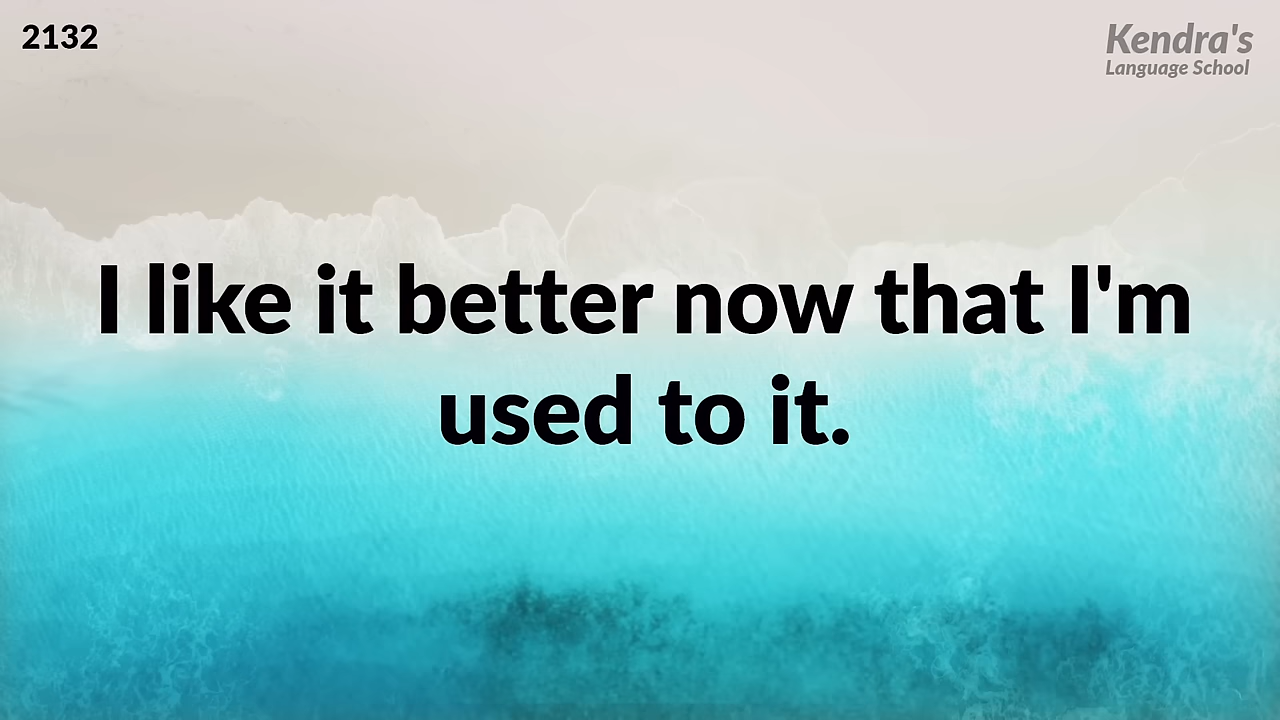 2132
Kendra's
Language School
I like it better now that I'm
used to it.